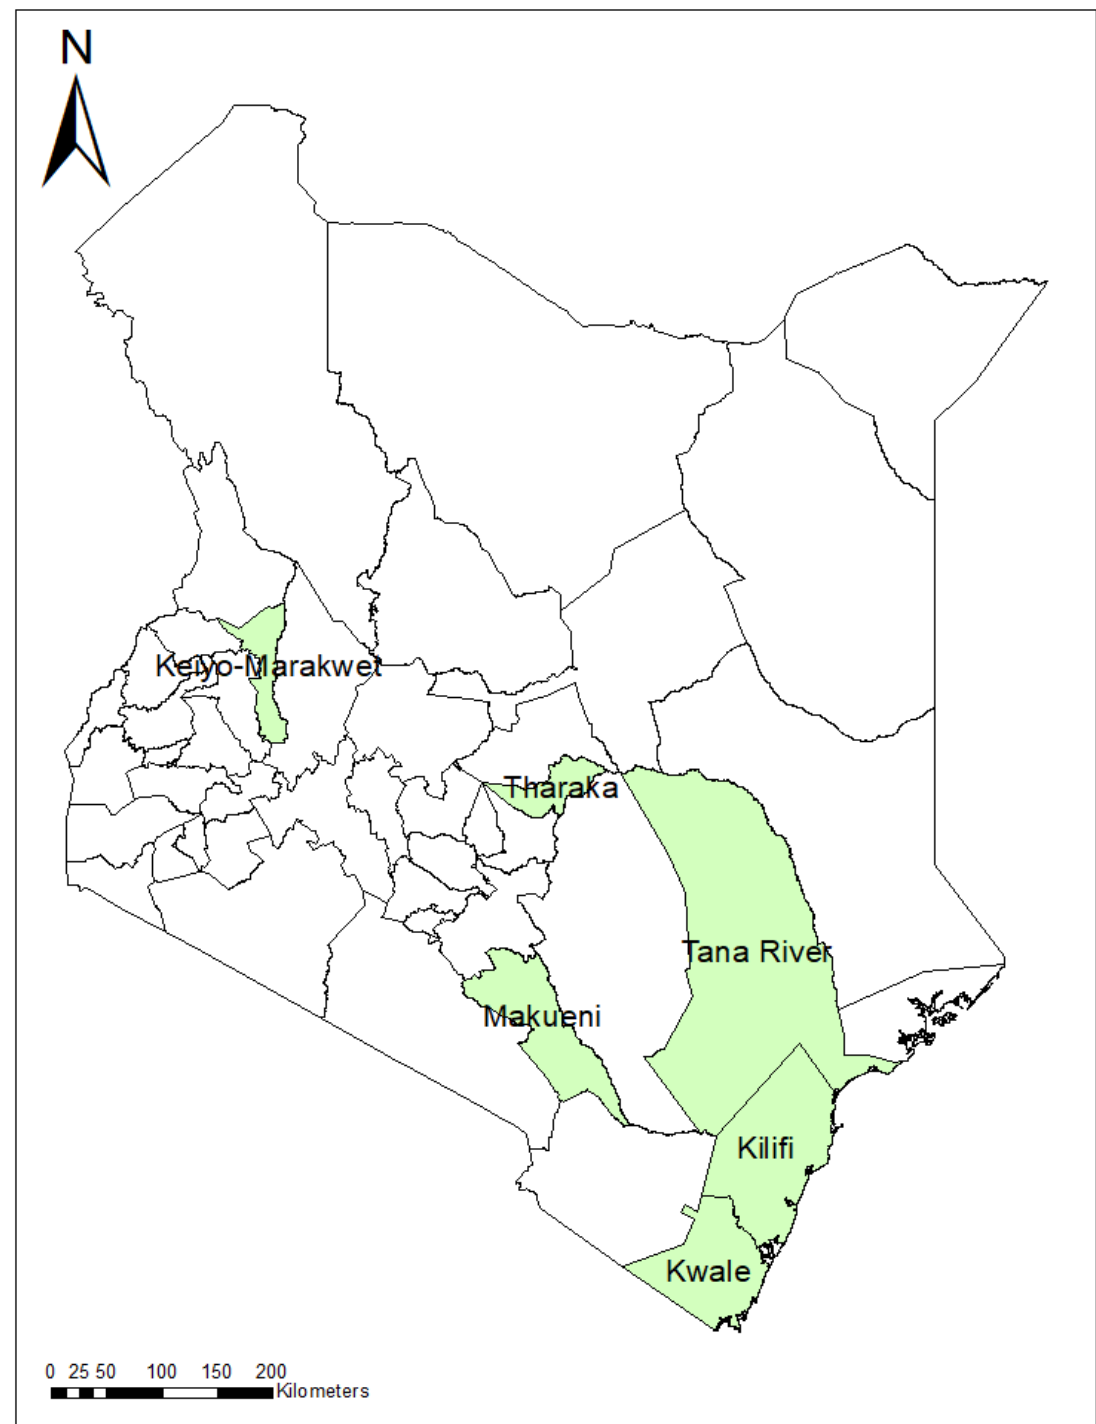 N
Keiyo-Marakwet
Tharaka
Tana River
Makueni
Kilifi
Kwale
0 25 50 100 150 200
Kilometers